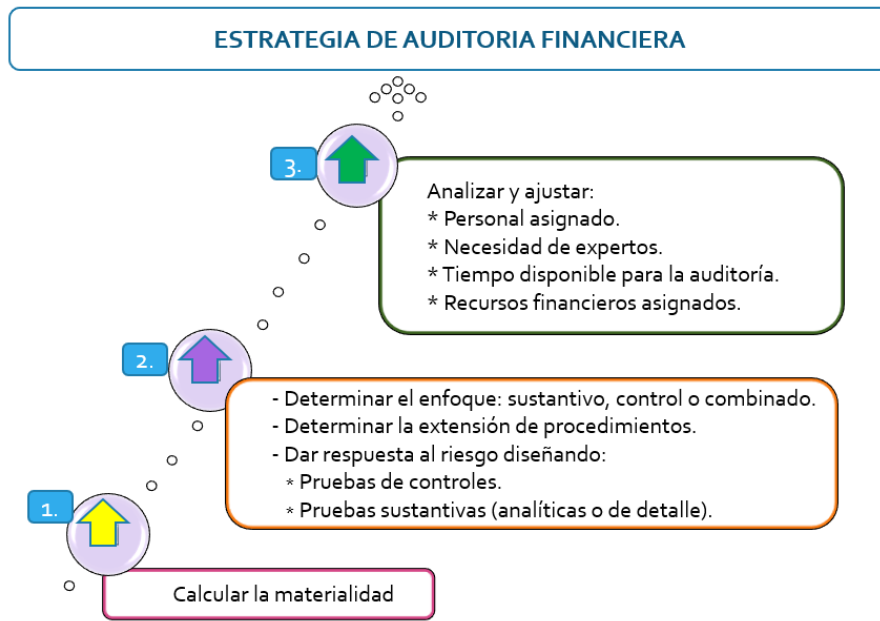 ESTRATEGIA DE AUDITORIA FINANCIERA
3.
Analizar y ajustar:
* Personal asignado.
* Necesidad de expertos.
* Tiempo disponible para la auditoría.
* Recursos financieros asignados.
2.
- Determinar el enfoque: sustantivo, control o combinado.
- Determinar la extensión de procedimientos.
- Dar respuesta al riesgo diseñando:
* Pruebas de controles.
* Pruebas sustantivas (analíticas o de detalle).
1.
Calcular la materialidad